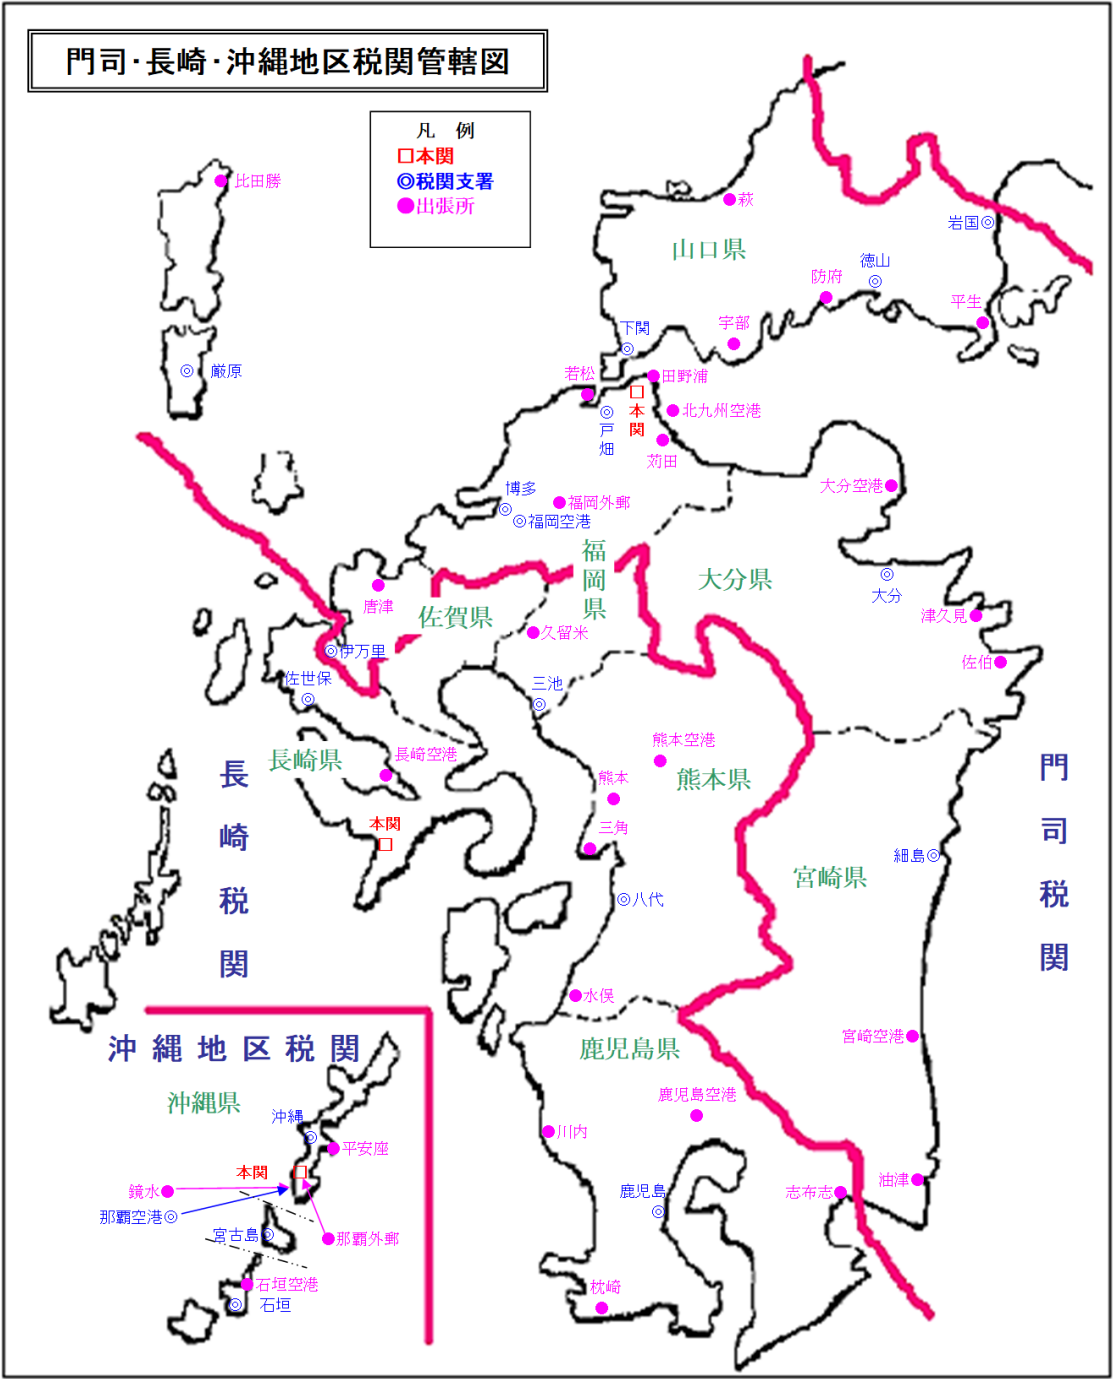 門司・長崎・沖縄地区税関管轄図
凡　例
□本関
◎税関支署
●出張所
比田勝
萩
岩国◎
山口県
徳山
防府
平生
宇部
下関
厳原
若松
田野浦
□本関
北九州空港
戸畑
苅田
大分空港
博多
福岡外郵
◎福岡空港
福岡県
大分県
大分
唐津
佐賀県
津久見
久留米
◎伊万里
佐伯
佐世保
三池
長崎県
長崎空港
熊本空港
熊本県
熊本
長崎税関
門司税関
本関
三角
細島◎
宮崎県
◎八代
水俣
宮崎空港
沖縄地区税関
鹿児島県
沖縄県
鹿児島空港
沖縄
川内
平安座
本関
鏡水
那覇空港◎
油津
志布志
鹿児島
宮古島
那覇外郵
石垣空港
石垣
枕崎